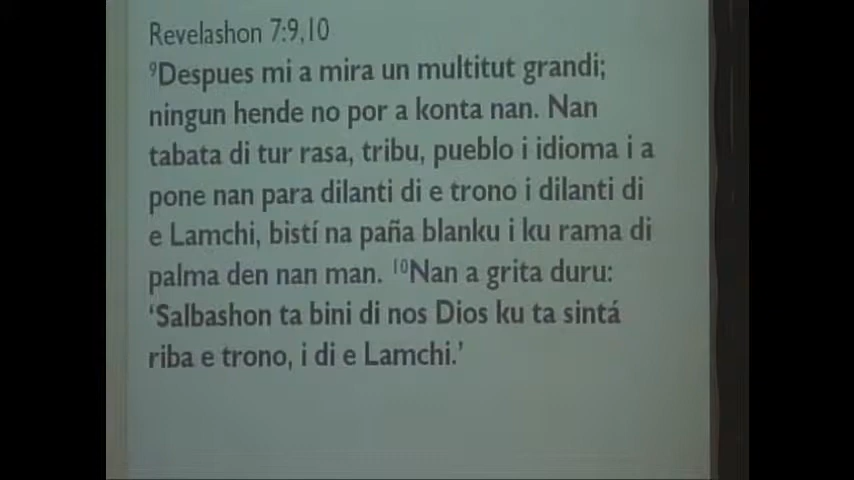 Revelashon 7:9,10
⁹Despues mi a mira un multitut grandi;
ningun hende no por a konta nan. Nan
tabata di tur rasa, tribu, pueblo i idioma i a
pone nan para dilanti di e trono i dilanti di
e Lamchi, bistí na paña blanku i ku rama di
palma den nan man. ¹⁰Nan a grita duru:
‘Salbashon ta bini di nos Dios ku ta sintá
riba e trono, i di e Lamchi.’